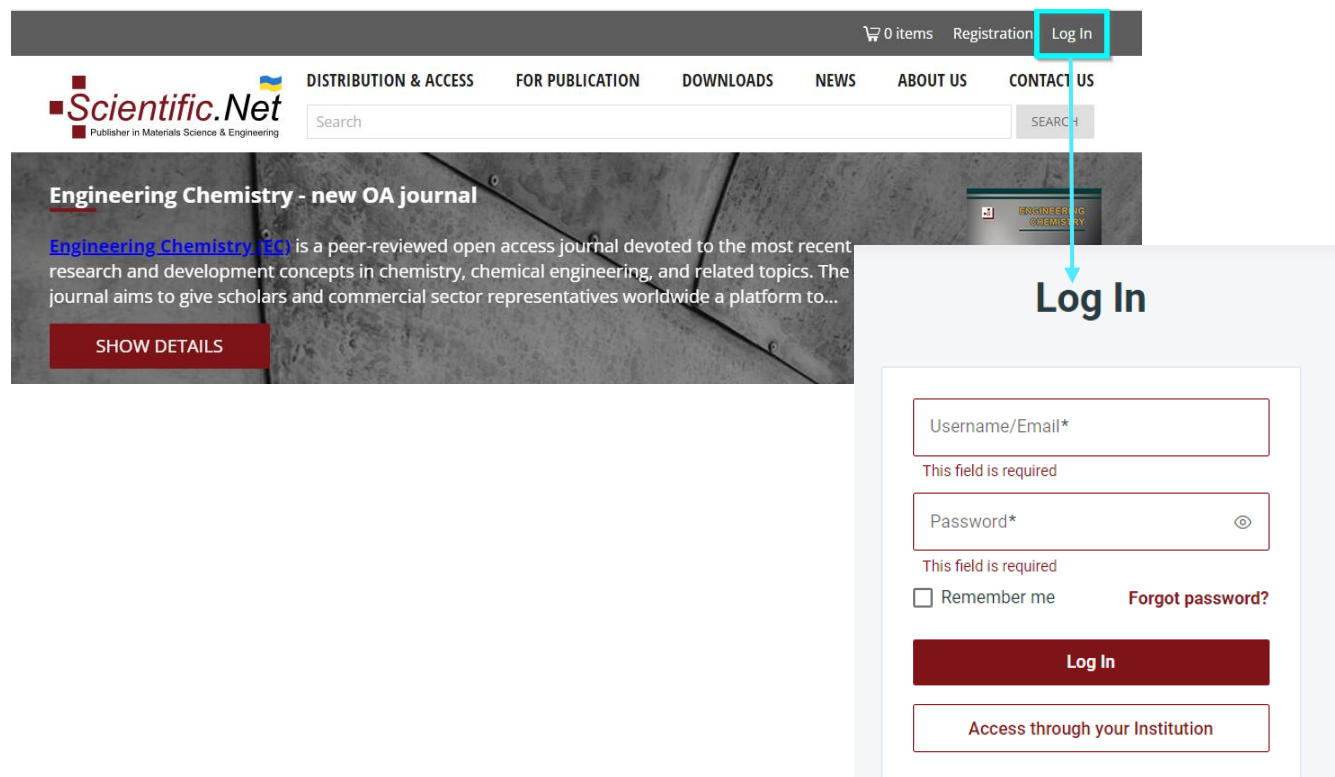 0 items Registration Log In
DISTRIBUTION & ACCESS FOR PUBLICATION DOWNLOADS NEWS ABOUT US CONTACT US
Scientific.Net
Publisher in Materials Science & Engineering
Search
SEARCH
Engineering Chemistry - new OA journal
Engineering Chemistry (EC) is a peer-reviewed open access journal devoted to the most recent
research and development concepts in chemistry, chemical engineering, and related topics. The
journal aims to give scholars and commercial sector representatives worldwide a platform to...
SHOW DETAILS
ENGINEERING
CHEMISTRY
Log In
Username/Email*
This field is required
Password*
This field is required
Remember me Forgot password?
Log In
Access through your Institution